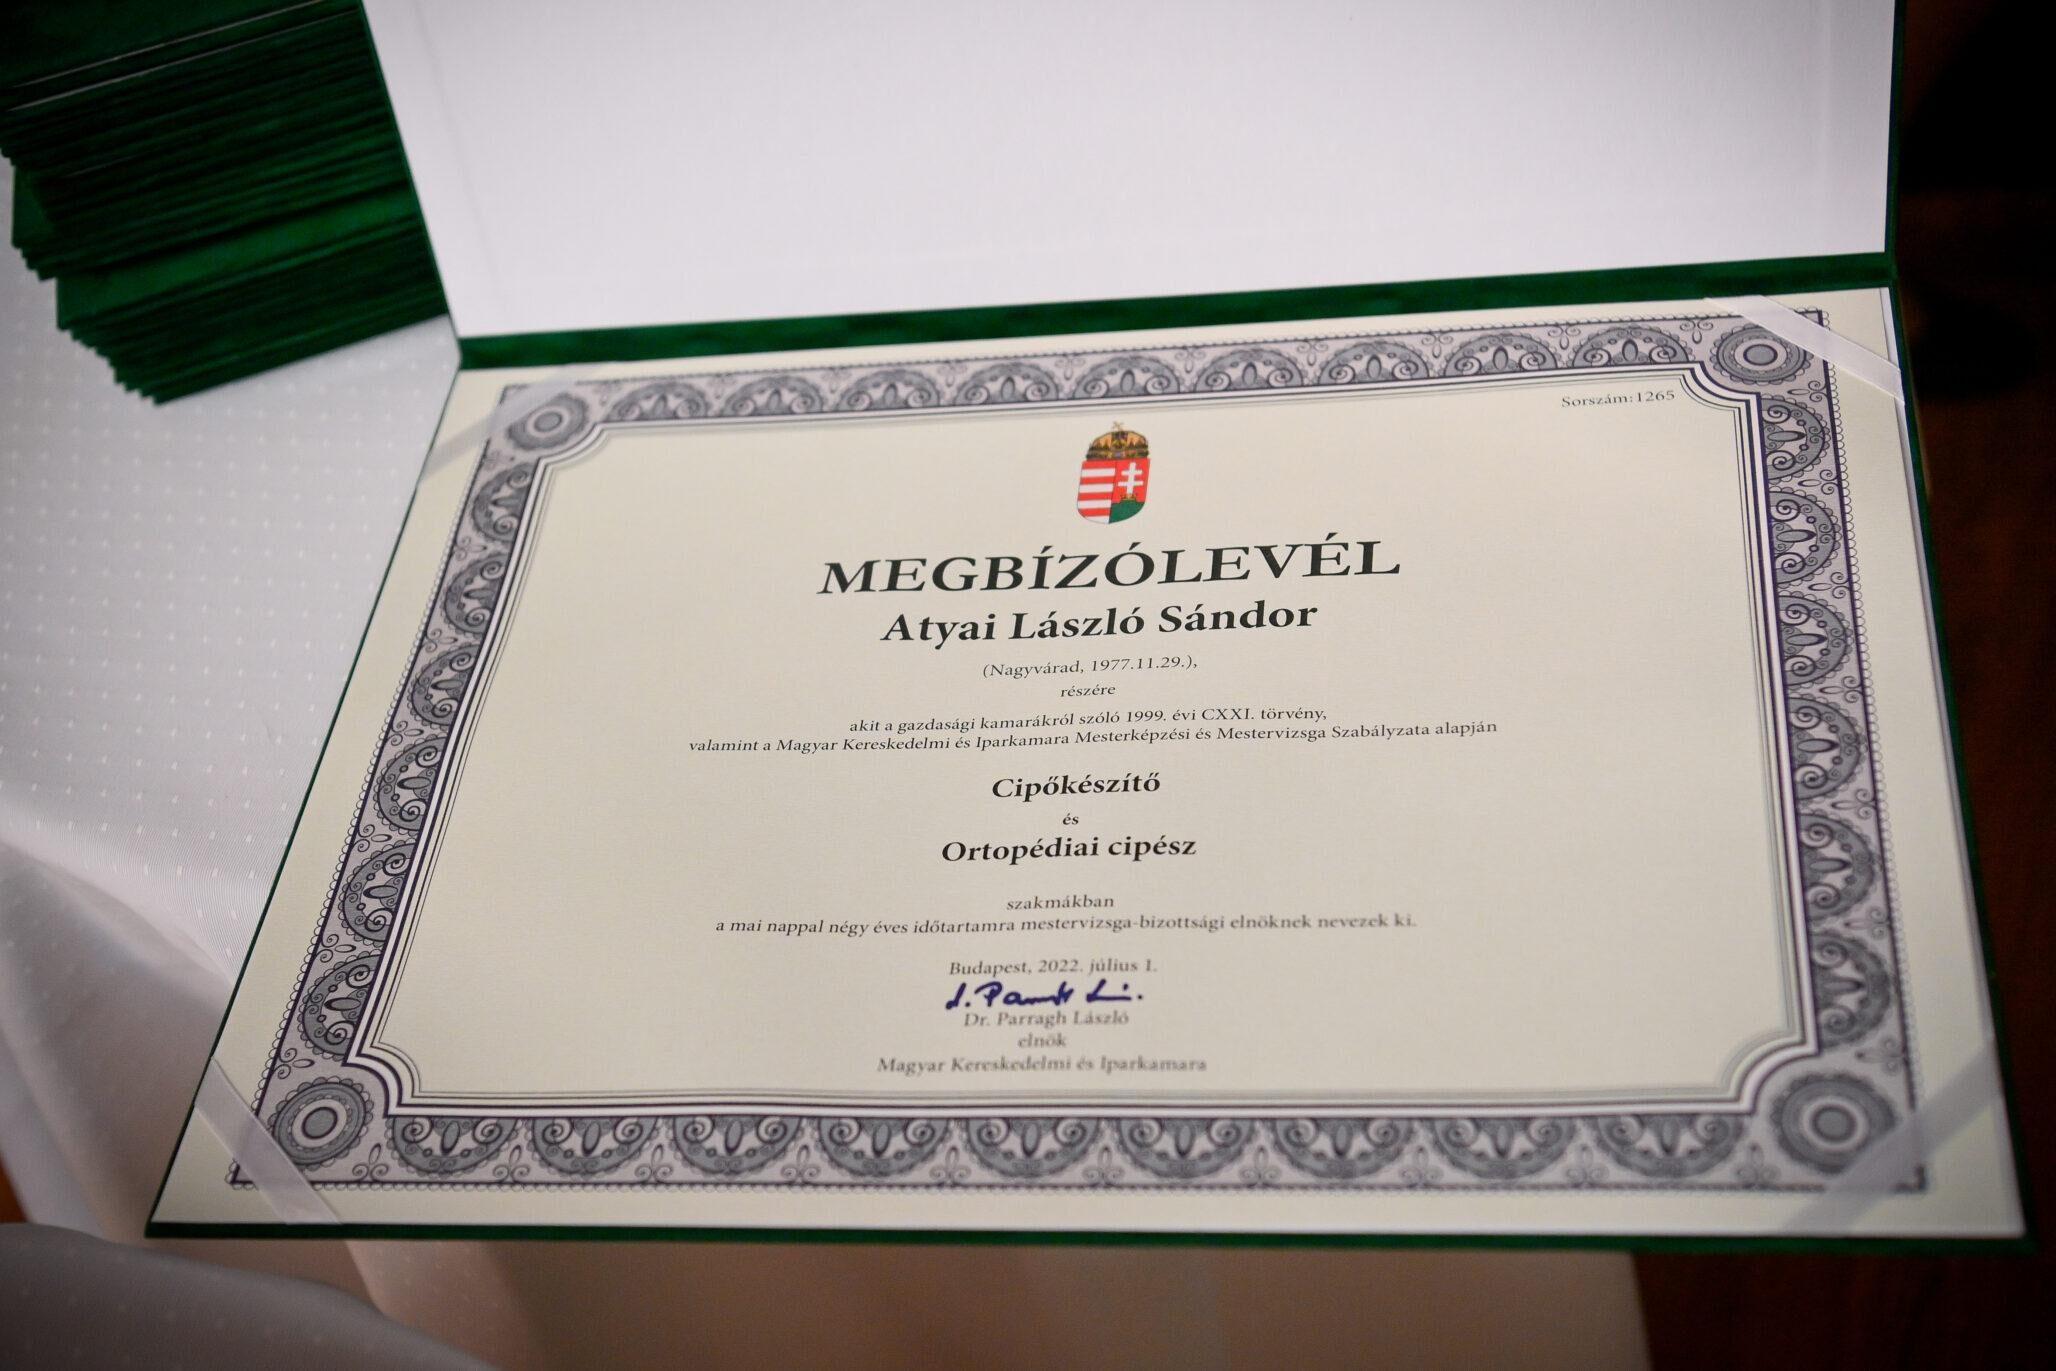 Sorszám:1265
MEGBÍZÓLEVÉL
Atyai László Sándor
(Nagyvárad, 1977.11.29.),
részére
akit a gazdasági kamarákról szóló 1999. évi CXXI. törvény,
valamint a Magyar Kereskedelmi és Iparkamara Mesterképzési és Mestervizsga Szabályzata alapján
Cipőkészítő
és
Ortopédiai cipész
szakmákban
a mai nappal négy éves időtartamra mestervizsga-bizottsági elnöknek nevezek ki.
Budapest, 2022. július 1.
Dr. Parragh László
elnök
Magyar Kereskedelmi és Iparkamara